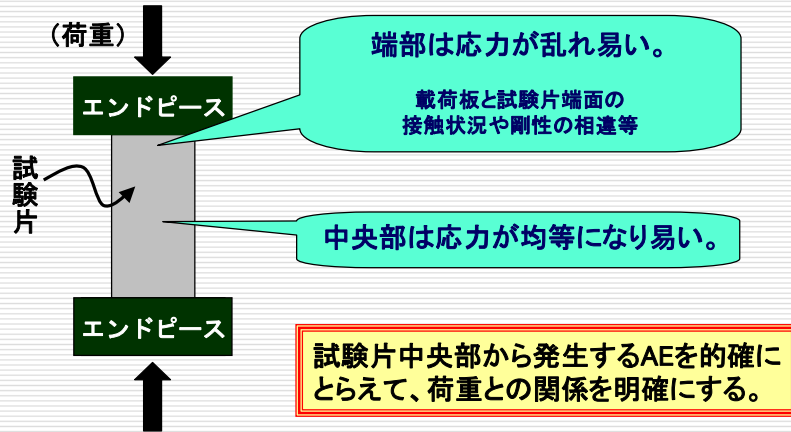 （荷重）
端部は応力が乱れ易い。
載荷板と試験片端面の
接触状況や剛性の相違等
エンドピース
試験片
中央部は応力が均等になり易い。
エンドピース
試験片中央部から発生するAEを的確に
とらえて、荷重との関係を明確にする。